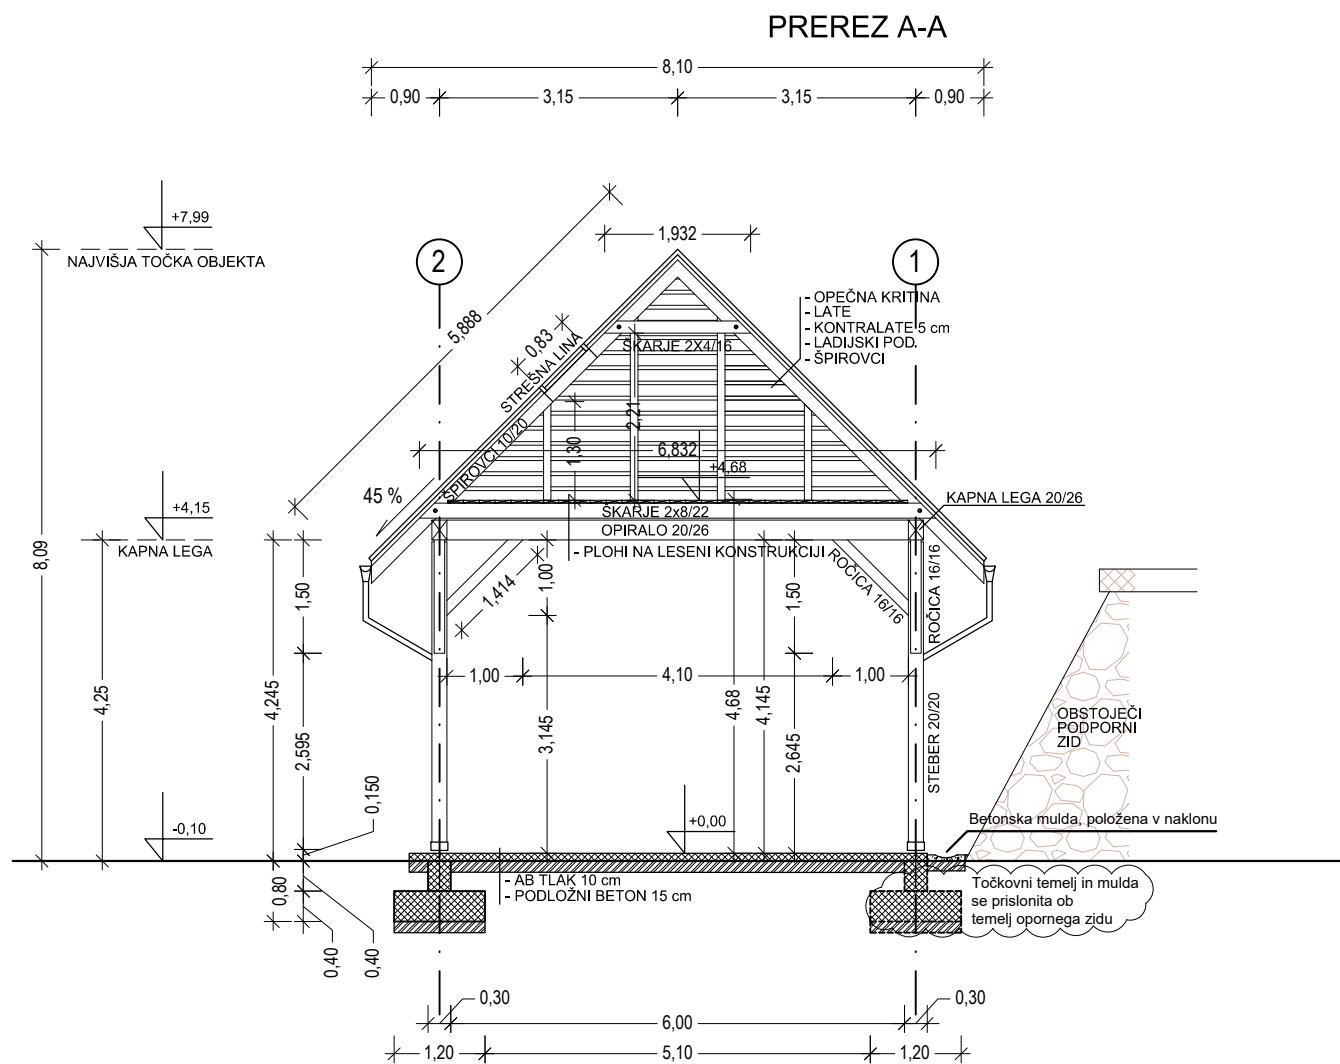 PREREZ A-A
8,10
0,90
3,15
3,15
0,90
+7,99
NAJVIŠJA TOČKA OBJEKTA
1,932
2
1
5,888
0,83
STREŠNA LINA
ŠKARJE 2X4/16
- OPEČNA KRITINA
- LATE
- KONTRALATE 5 cm
- LADIJSKI POD.
- ŠPIROVCI
2,21
1,30
6,832
+4,68
ŠPIROVCI 10/20
45 %
+4,15
KAPNA LEGA
ŠKARJE 2x8/22
OPIRALO 20/26
- PLOHI NA LESENI KONSTRUKCIJI
KAPNA LEGA 20/26
8,09
1,50
1,414
1,00
1,50
ROČICA 16/16
ROČICA 16/16
1,00
4,10
1,00
4,25
4,245
2,595
3,145
4,68
4,145
2,645
STEBER 20/20
OBSTOJEČI
PODPORNI
ZID
0,150
-0,10
+0,00
Betonska mulda, položena v naklonu
- AB TLAK 10 cm
- PODLOŽNI BETON 15 cm
Točkovni temelj in mulda
se prislonita ob
temelj opornega zidu
0,80
0,40
0,40
0,30
6,00
0,30
1,20
5,10
1,20